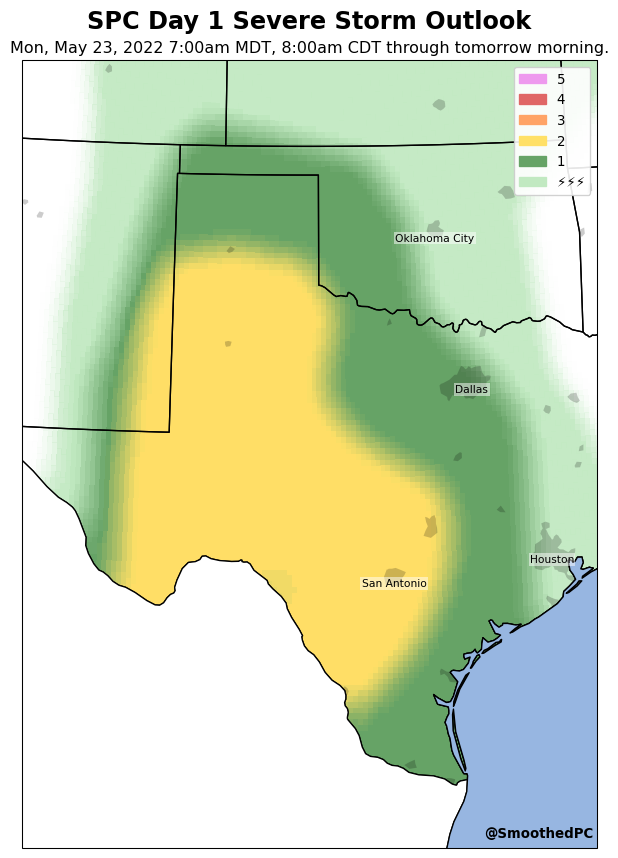 SPC Day 1 Severe Storm Outlook
Mon, May 23, 2022 7:00am MDT, 8:00am CDT through tomorrow morning.
5
4
3
2
1
⚡⚡⚡
Oklahoma City
Dallas
Houston
San Antonio
@SmoothedPC